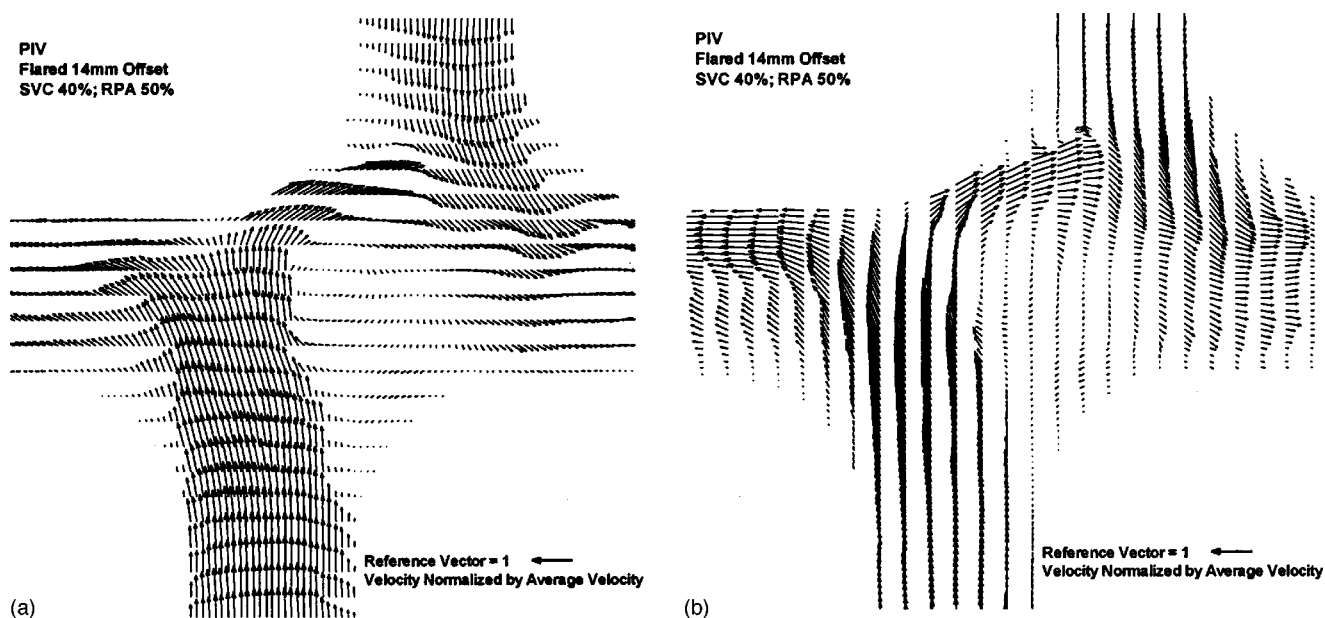 PIV
Flared 14mm Offset
SVC 40%; RPA 50%
Reference Vector = 1
Velocity Normalized by Average Velocity
(a)
PIV
Flared 14mm Offset
SVC 40%; RPA 50%
Reference Vector = 1
Velocity Normalized by Average Velocity
(b)